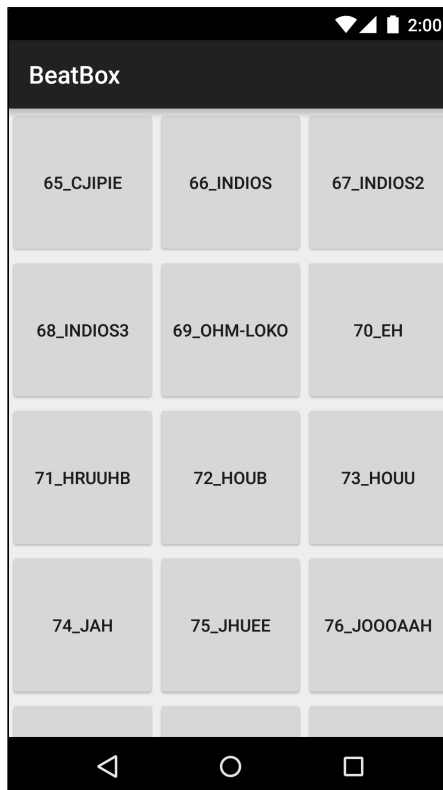 2:00
BeatBox
65_CJIPIE 66_INDIOS 67_INDIOS2
68_INDIOS3 69_OHM-LOKO 70_EH
71_HRUUHB 72_HOUB 73_HOUU
74_JAH 75_JHUEE 76_JOOOAAH